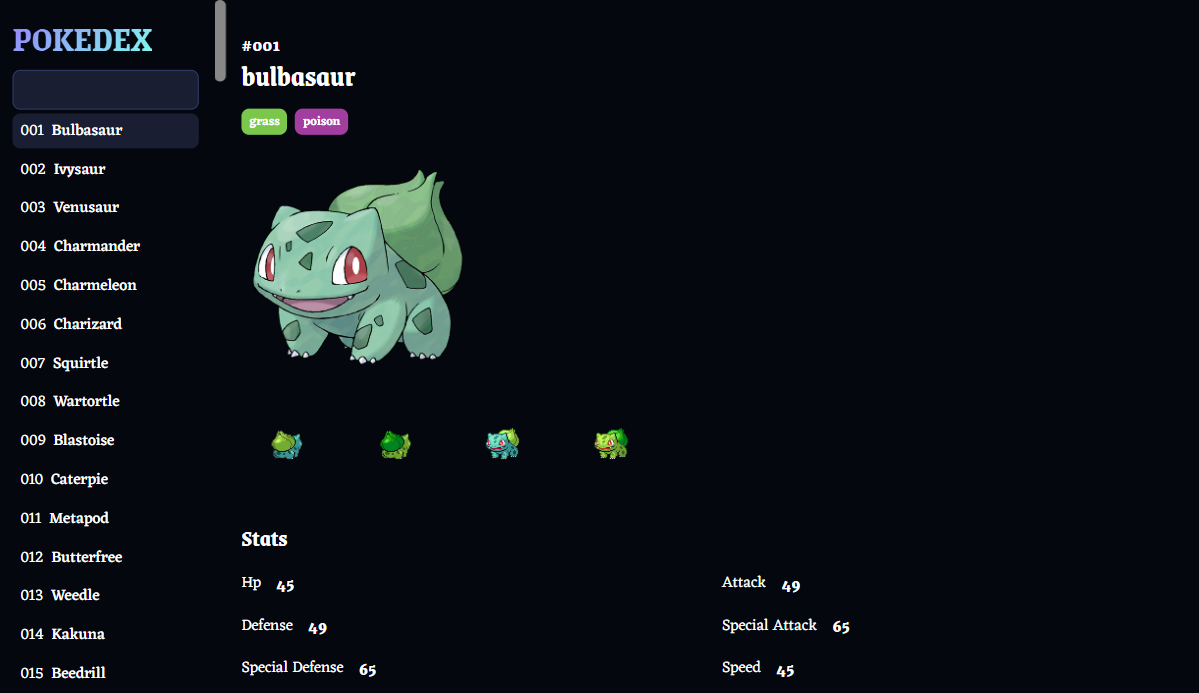 POKEDEX
001 Bulbasaur
002 Ivysaur
003 Venusaur
004 Charmander
005 Charmeleon
006 Charizard
007 Squirtle
008 Wartortle
009 Blastoise
010 Caterpie
011 Metapod
012 Butterfree
013 Weedle
014 Kakuna
015 Beedrill
#001
bulbasaur
grass poison
Stats
Hp 45 Attack 49
Defense 49 Special Attack 65
Special Defense 65 Speed 45